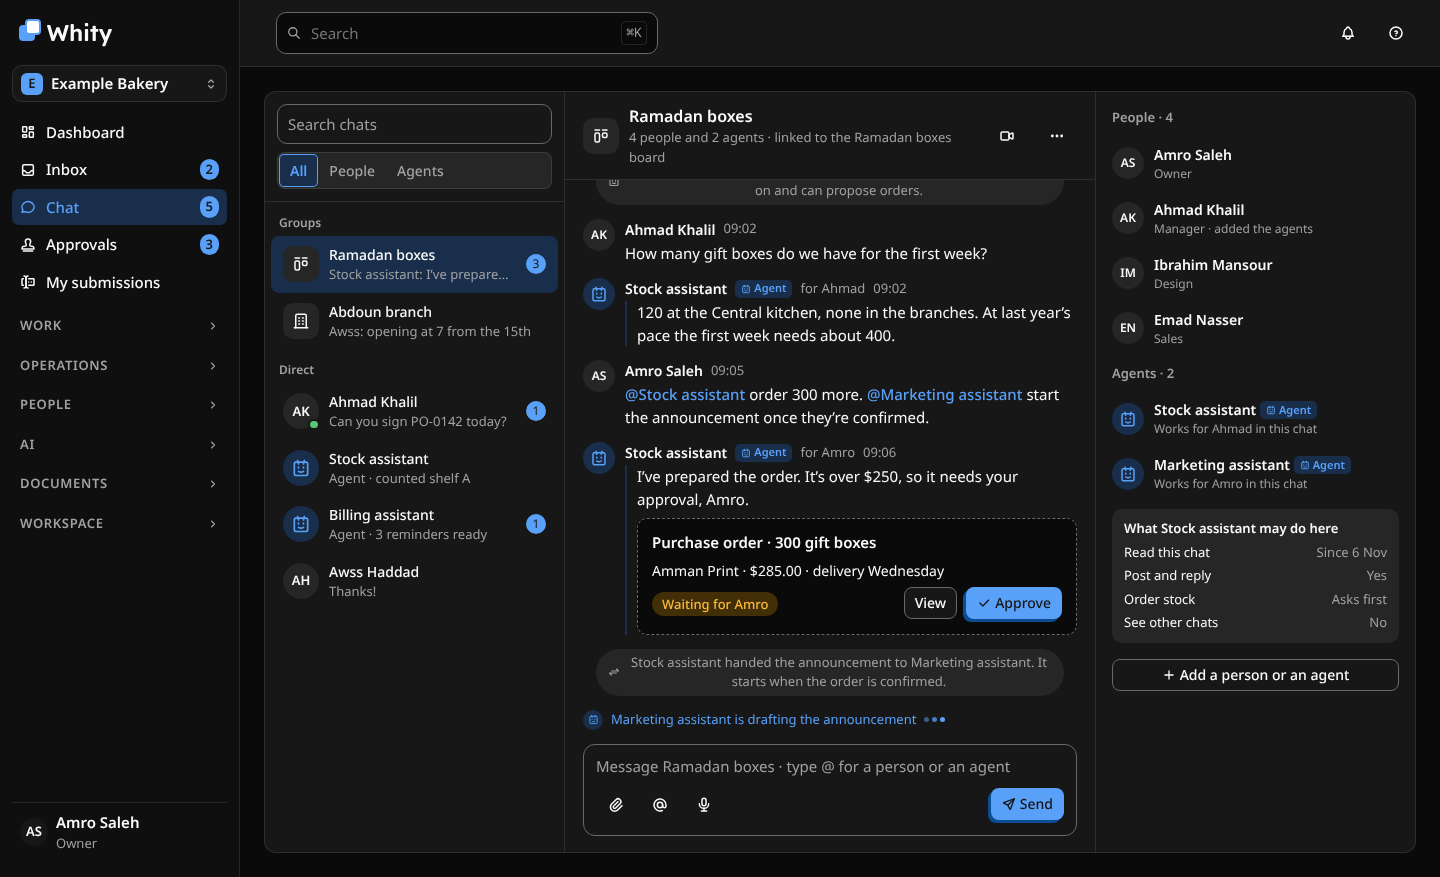 Whity
Search
⌘K
E Example Bakery
Dashboard
Inbox 2
Chat 5
Approvals 3
My submissions
WORK
OPERATIONS
PEOPLE
AI
DOCUMENTS
WORKSPACE
AS Amro Saleh
Owner
Search chats
All People Agents
Groups
Ramadan boxes
Stock assistant: I’ve prepare… 3
Abdoun branch
Awss: opening at 7 from the 15th
Direct
AK Ahmad Khalil
Can you sign PO-0142 today? 1
Stock assistant
Agent · counted shelf A
Billing assistant
Agent · 3 reminders ready 1
AH Awss Haddad
Thanks!
Ramadan boxes
4 people and 2 agents · linked to the Ramadan boxes
board
on and can propose orders.
AK Ahmad Khalil 09:02
How many gift boxes do we have for the first week?
Stock assistant Agent for Ahmad 09:02
120 at the Central kitchen, none in the branches. At last year’s
pace the first week needs about 400.
AS Amro Saleh 09:05
@Stock assistant order 300 more. @Marketing assistant start
the announcement once they’re confirmed.
Stock assistant Agent for Amro 09:06
I’ve prepared the order. It’s over $250, so it needs your
approval, Amro.
Purchase order · 300 gift boxes
Amman Print · $285.00 · delivery Wednesday
Waiting for Amro View Approve
Stock assistant handed the announcement to Marketing assistant. It
starts when the order is confirmed.
Marketing assistant is drafting the announcement
Message Ramadan boxes · type @ for a person or an agent
Send
People · 4
AS Amro Saleh
Owner
AK Ahmad Khalil
Manager · added the agents
IM Ibrahim Mansour
Design
EN Emad Nasser
Sales
Agents · 2
Stock assistant Agent
Works for Ahmad in this chat
Marketing assistant Agent
Works for Amro in this chat
What Stock assistant may do here
Read this chat Since 6 Nov
Post and reply Yes
Order stock Asks first
See other chats No
+ Add a person or an agent